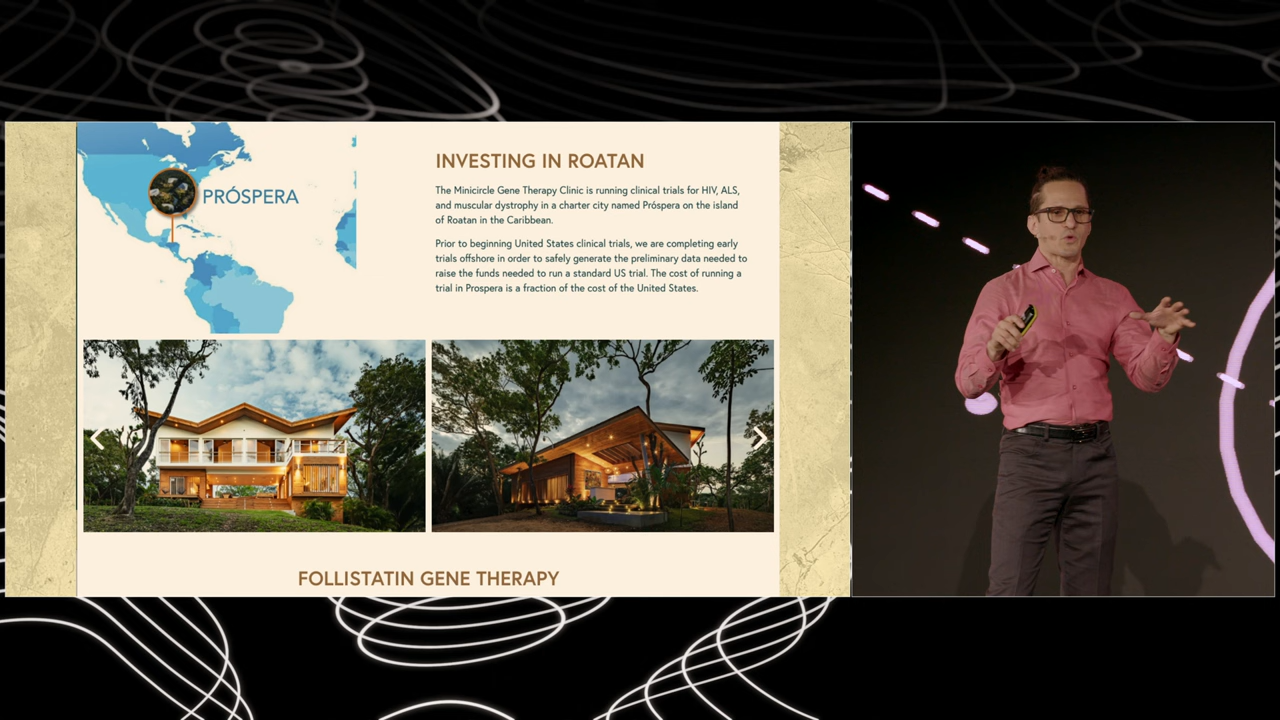 PRÓSPERA
INVESTING IN ROATAN
The Minicircle Gene Therapy Clinic is running clinical trials for HIV, ALS,
and muscular dystrophy in a charter city named Próspera on the island
of Roatan in the Caribbean.
Prior to beginning United States clinical trials, we are completing early
trials offshore in order to safely generate the preliminary data needed to
raise the funds needed to run a standard US trial. The cost of running a
trial in Prospera is a fraction of the cost of the United States.
FOLLISTATIN GENE THERAPY